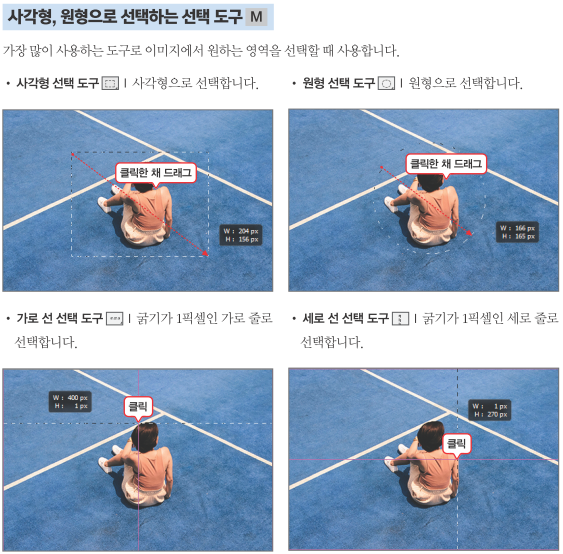 사각형, 원형으로 선택하는 선택 도구 M
가장 많이 사용하는 도구로 이미지에서 원하는 영역을 선택할 때 사용합니다.
• 사각형 선택 도구 | 사각형으로 선택합니다.
클릭한 채 드래그
W : 204 px
H : 156 px
• 원형 선택 도구 | 원형으로 선택합니다.
클릭한 채 드래그
W : 166 px
H : 165 px
• 가로 선 선택 도구 | 굵기가 1픽셀인 가로 줄로
선택합니다.
W : 400 px
H : 1 px
클릭
• 세로 선 선택 도구 | 굵기가 1픽셀인 세로 줄로
선택합니다.
W : 1 px
H : 270 px
클릭